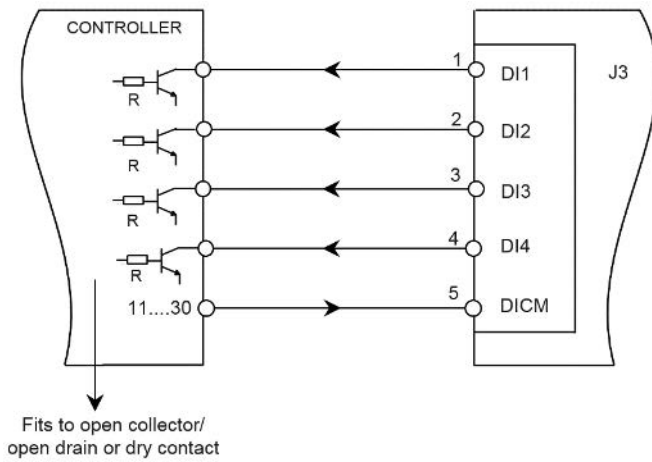 CONTROLLER
J3
1
DI1
R
2
DI2
R
3
DI3
R
4
DI4
R
11....30
5
DICM
Fits to open collector/
open drain or dry contact